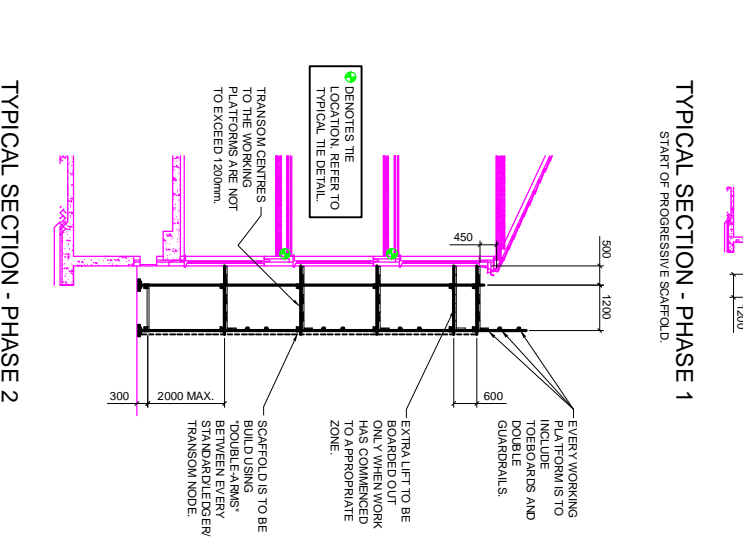 TYPICAL SECTION - PHASE 1
START OF PROGRESSIVE SCAFFOLD.
1200
DENOTES TIE
LOCATION. REFER TO
TYPICAL TIE DETAIL.
TRANSOM CENTRES
TO THE WORKING
PLATFORMS ARE NOT
TO EXCEED 1200mm.
450
500
1200
600
2000 MAX.
300
EVERY WORKING
PLATFORM IS TO
INCLUDE
TOEBOARDS AND
DOUBLE
GUARDRAILS.
EXTRA LIFT TO BE
BOARDED OUT
ONLY WHEN WORK
HAS COMMENCED
TO APPROPRIATE
ZONE.
SCAFFOLD IS TO BE
BUILD USING
"DOUBLE-ARMS"
BETWEEN EVERY
STANDARD/LEDGER/
TRANSOM NODE.
TYPICAL SECTION - PHASE 2